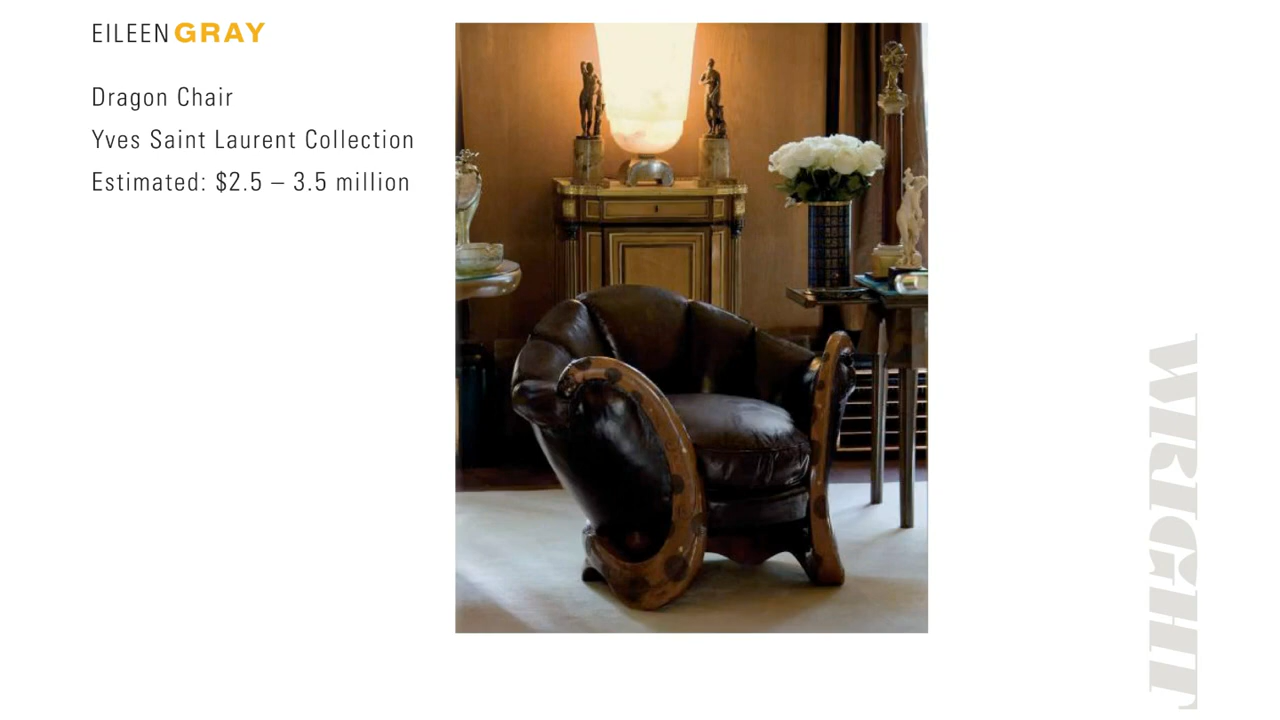 EILEEN GRAY
Dragon Chair
Yves Saint Laurent Collection
Estimated: $2.5 – 3.5 million
WRIGHT